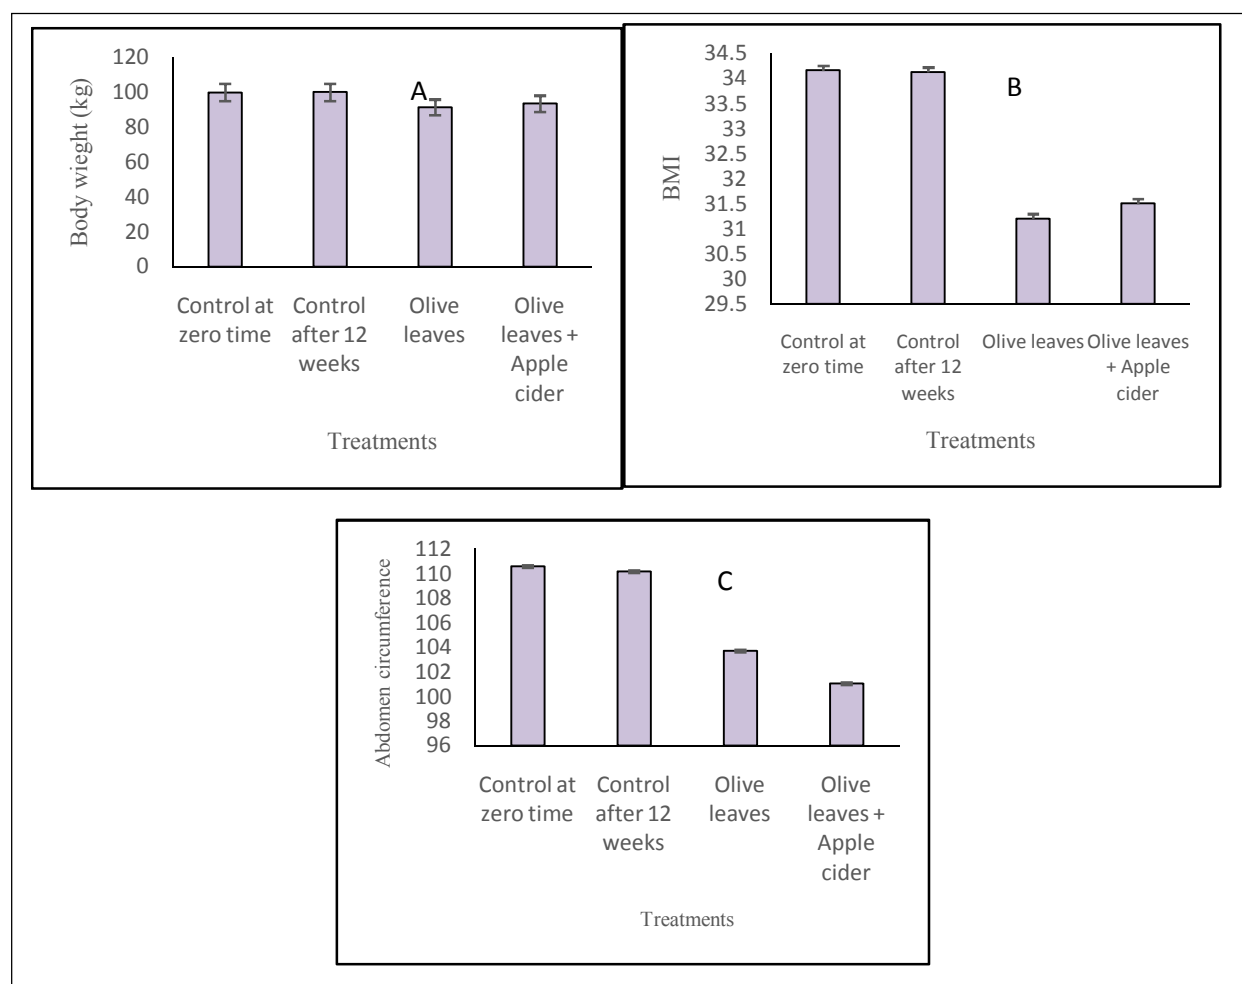 120
100
80
60
40
20
0
Body wieght (kg)
A
Control at
zero time
Control
after 12
weeks
Olive
leaves
Olive
leaves +
Apple
cider
Treatments
34.5
34
33.5
33
32.5
32
31.5
31
30.5
30
29.5
BMI
B
Control at
zero time
Control
after 12
weeks
Olive leaves
Olive leaves
+ Apple
cider
Treatments
112
110
108
106
104
102
100
98
96
Abdomen circumference
C
Control at
zero time
Control
after 12
weeks
Olive
leaves
Olive
leaves +
Apple
cider
Treatments